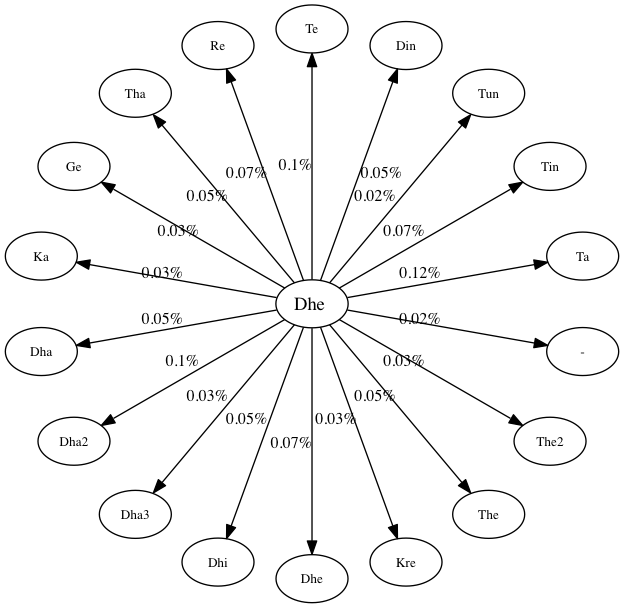 Te
Re
Din
Tha
Tun
Ge
Tin
0.1%
0.07%
0.05%
0.05%
0.02%
0.03%
0.07%
Ka
Ta
0.03%
0.12%
Dhe
0.05%
0.02%
Dha
-
0.1%
0.03%
0.03%
0.05%
0.05%
0.03%
0.07%
Dha2
The2
Dha3
The
Dhi
Kre
Dhe